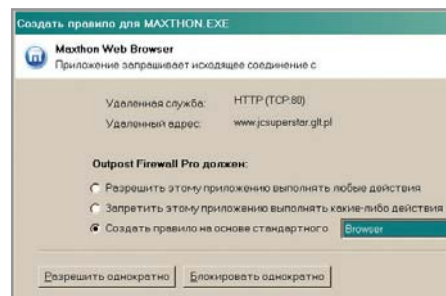 Создать правило для MAXTHON.EXE
Maxthon Web Browser
Приложение запрашивает исходящее соединение с
Удаленная служба: HTTP (TCP:80)
Удаленный адрес: www.jcsuperstar.glt.pl
Outpost Firewall Pro должен:
Разрешить этому приложению выполнять любые действия
Запретить этому приложению выполнять какие-либо действия
Создать правило на основе стандартного Browser
Разрешить однократно Блокировать однократно